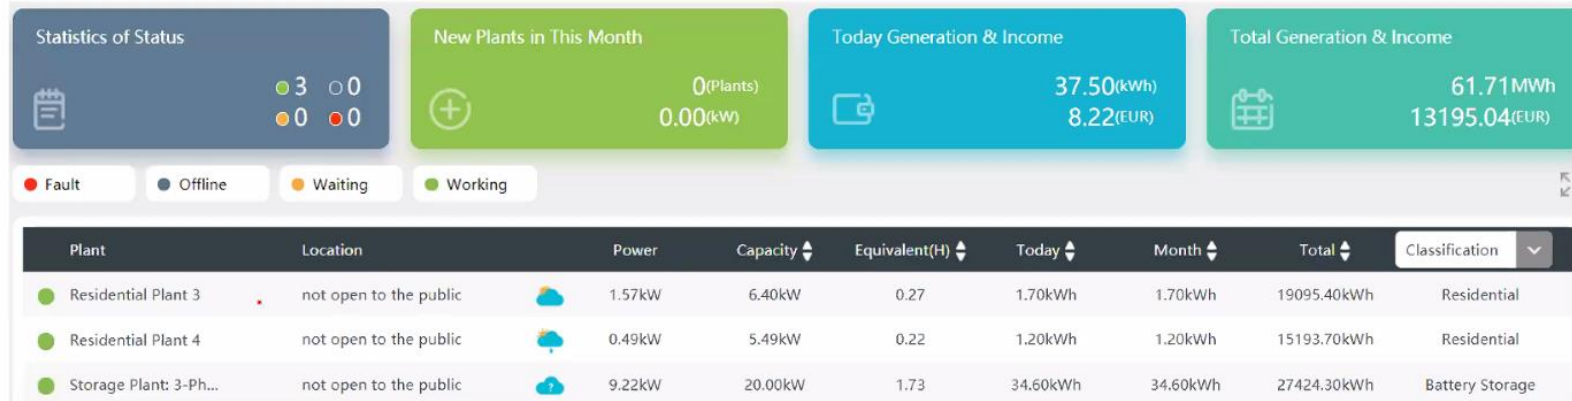 Statistics of Status
3 0
0 0
New Plants in This Month
0(Plants)
0.00(kW)
Today Generation & Income
37.50(kWh)
8.22(EUR)
Total Generation & Income
61.71MWh
13195.04(EUR)
Fault Offline Waiting Working
Plant Location Power Capacity Equivalent(H) Today Month Total Classification
Residential Plant 3 not open to the public 1.57kW 6.40kW 0.27 1.70kWh 1.70kWh 19095.40kWh Residential
Residential Plant 4 not open to the public 0.49kW 5.49kW 0.22 1.20kWh 1.20kWh 15193.70kWh Residential
Storage Plant: 3-Ph... not open to the public ? 9.22kW 20.00kW 1.73 34.60kWh 34.60kWh 27424.30kWh Battery Storage